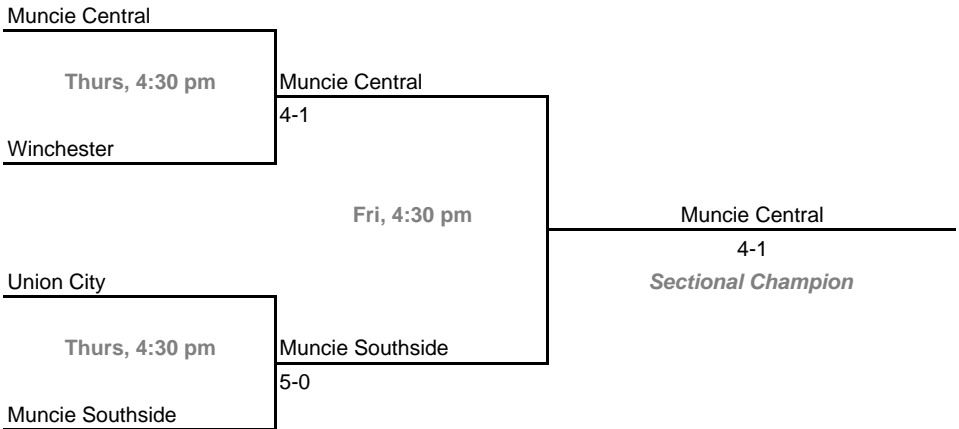 Muncie Central
Thurs, 4:30 pm
Muncie Central
4-1
Winchester
Fri, 4:30 pm
Muncie Central
4-1
Sectional Champion
Union City
Thurs, 4:30 pm
Muncie Southside
5-0
Muncie Southside